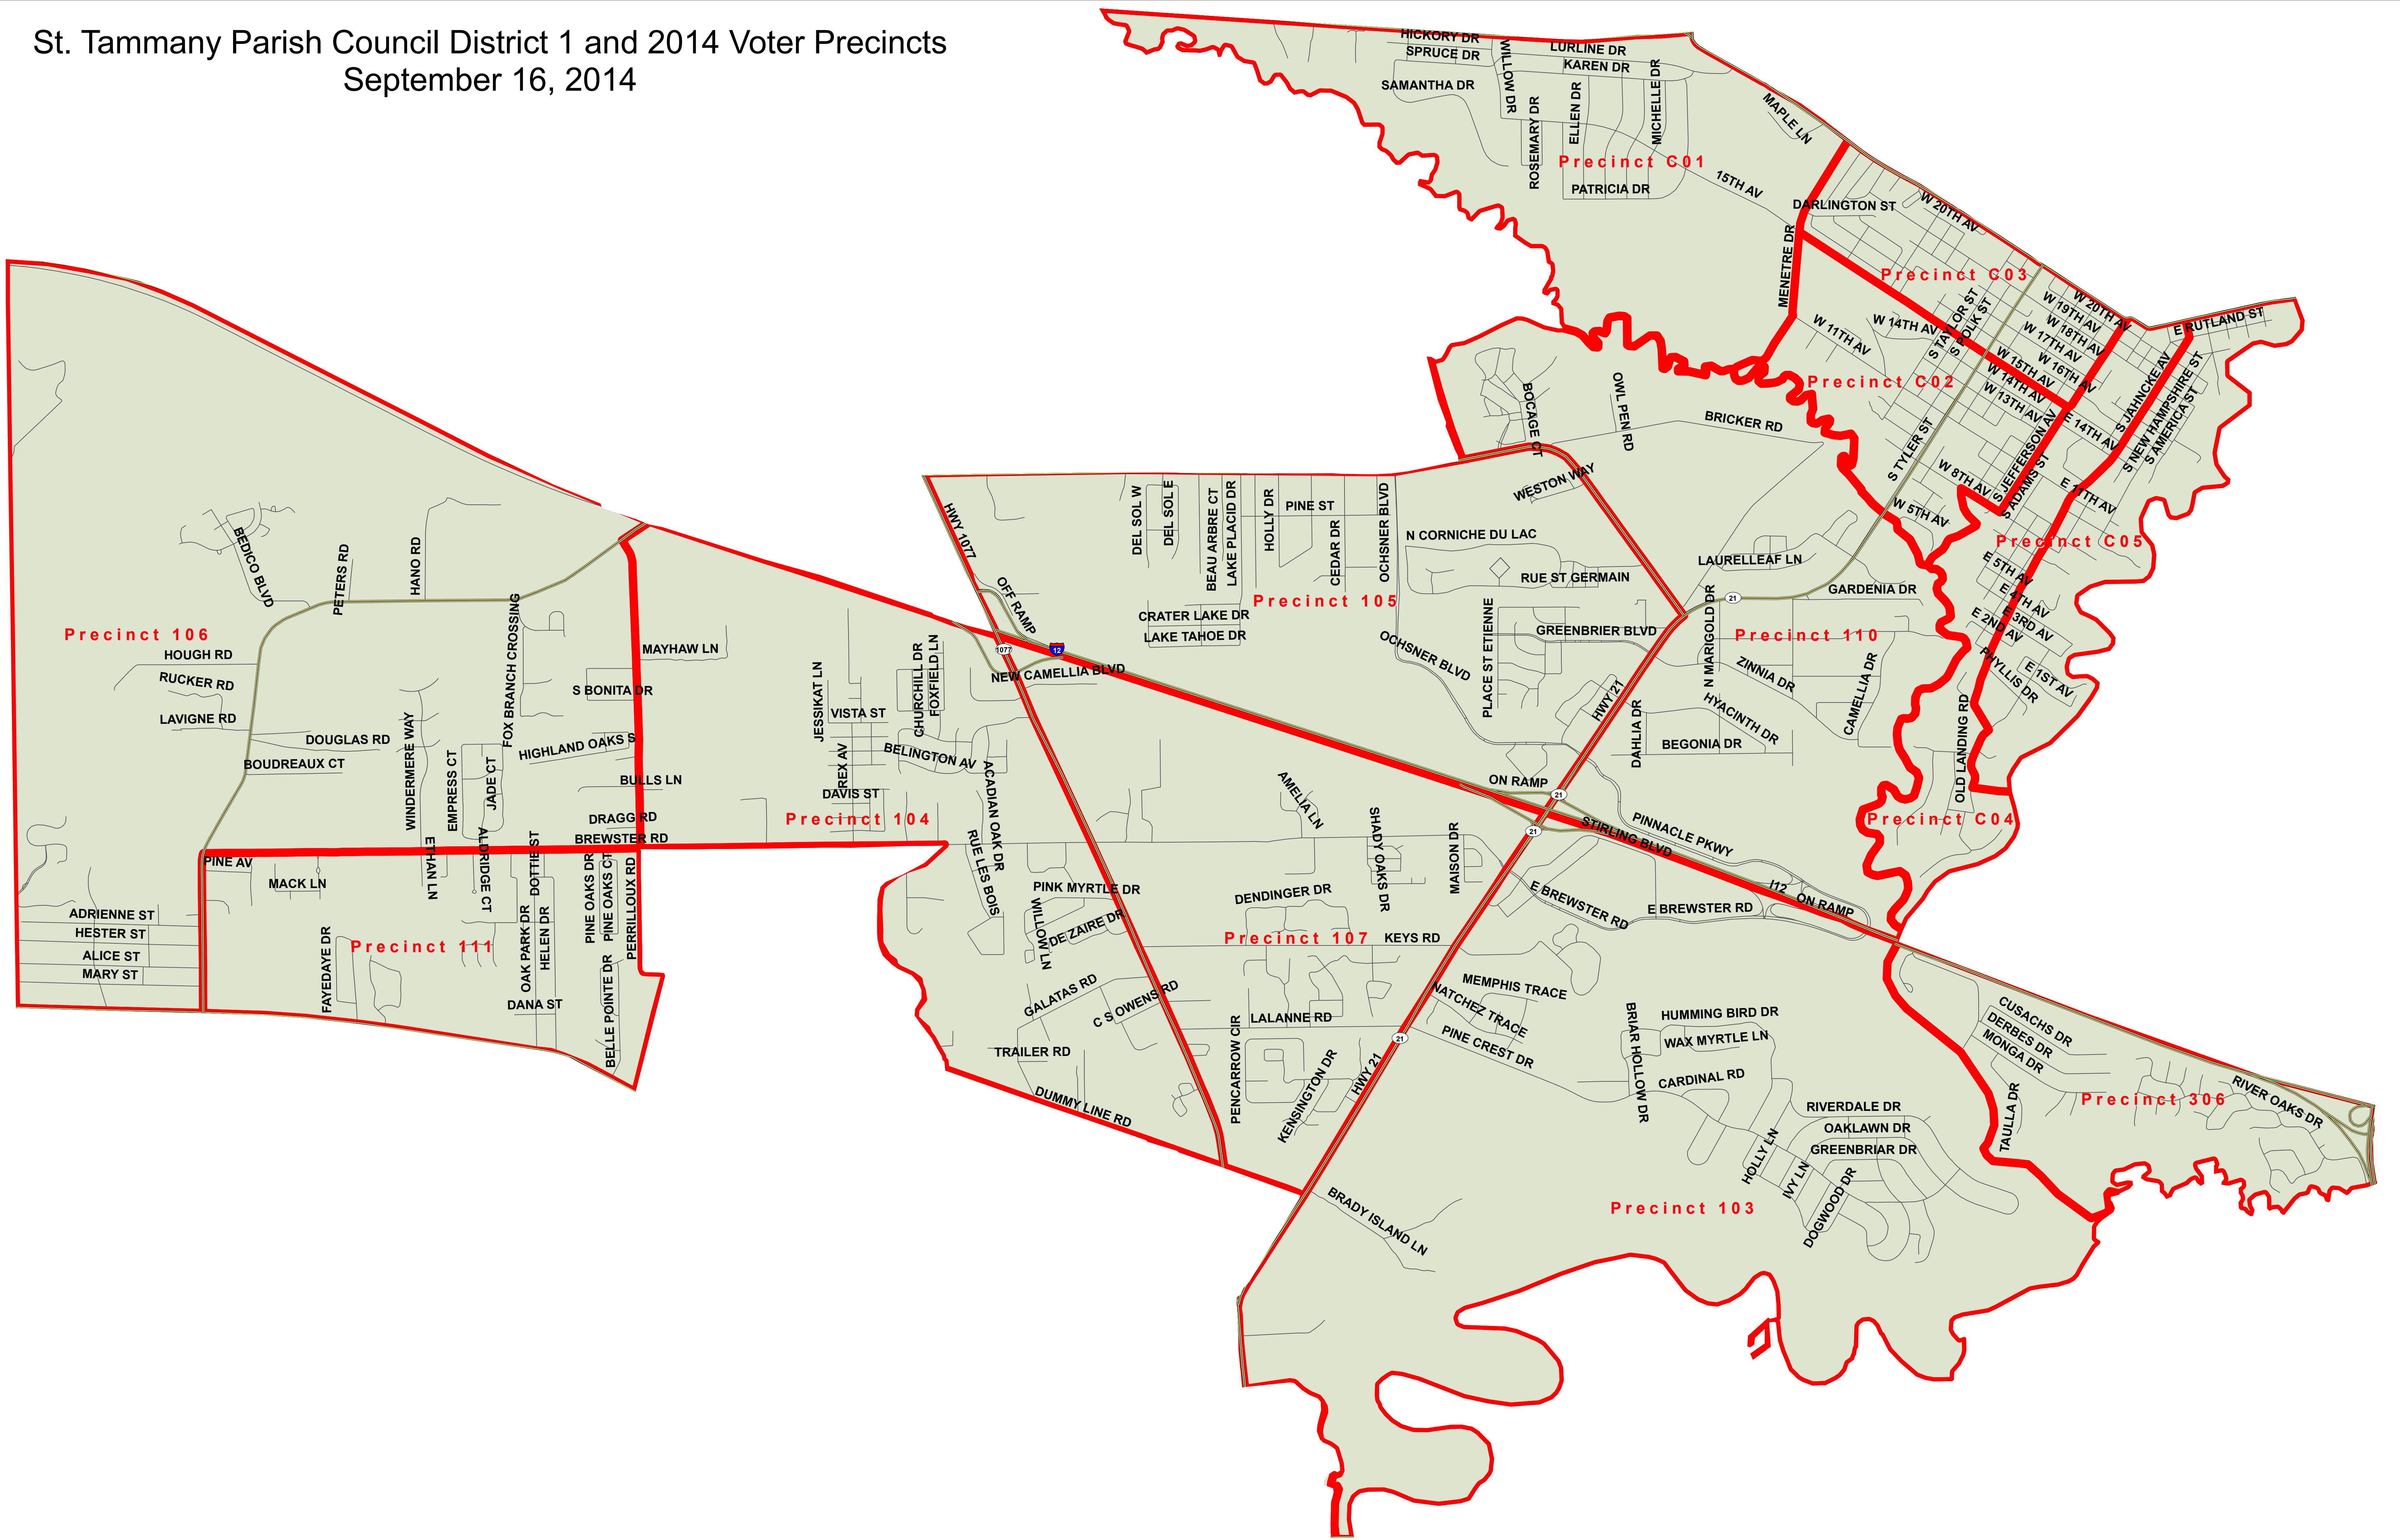 St. Tammany Parish Council District 1 and 2014 Voter Precincts
September 16, 2014
HICKORY DR
SPRUCE DR
SAMANTHA DR
WILLOW DR
LURLINE DR
KAREN DR
ROSEMARY DR
ELLEN DR
MICHELLE DR
Precinct C01
PATRICIA DR
15TH AV
MAPLE LN
DARLINGTON ST
W 20TH AV
MENETRE DR
Precinct C03
W 20TH AV
W 19TH AV
W 18TH AV
W 17TH AV
W 16TH AV
W 15TH AV
W 14TH AV
W 13TH AV
E RUTLAND ST
W 11TH AV
W 14TH AV
S TAYLOR ST
S POLK ST
Precinct C02
S JAHNCKE AV
S NEW HAMPSHIRE ST
S AMERICA ST
E 14TH AV
S TYLER ST
S JEFFERSON AV
S ADAMS ST
W 8TH AV
W 5TH AV
E 11TH AV
Precinct C05
E 5TH AV
E 4TH AV
E 3RD AV
E 2ND AV
E 1ST AV
PHYLLIS DR
OLD LANDING RD
Precinct C04
BOCAGE CT
OWL PEN RD
BRICKER RD
WESTON WAY
LAURELLEAF LN
GARDENIA DR
21
N MARIGOLD DR
Precinct 110
ZINNIA DR
CAMELLIA DR
HYACINTH DR
DAHLIA DR
BEGONIA DR
HWY 1077
OFF RAMP
1077
12
NEW CAMELLIA BLVD
DEL SOL W
DEL SOL E
BEAU ARBRE CT
LAKE PLACID DR
HOLLY DR
PINE ST
CEDAR DR
OCHSNER BLVD
N CORNICHE DU LAC
RUE ST GERMAIN
Precinct 105
CRATER LAKE DR
LAKE TAHOE DR
OCHSNER BLVD
PLACE ST ETIENNE
GREENBRIER BLVD
HWY 21
ON RAMP
21
21
STIRLING BLVD
PINNACLE PKWY
I12
ON RAMP
E BREWSTER RD
E BREWSTER RD
BEDICO BLVD
PETERS RD
HANO RD
Precinct 106
HOUGH RD
RUCKER RD
LAVIGNE RD
DOUGLAS RD
BOUDREAUX CT
FOX BRANCH CROSSING
WINDERMERE WAY
EMPRESS CT
JADE CT
MAYHAW LN
S BONITA DR
HIGHLAND OAKS S
BULLS LN
DRAGG RD
BREWSTER RD
PINE AV
MACK LN
ETHAN LN
ALDRIDGE CT
DOTTIE ST
OAK PARK DR
HELEN DR
PINE OAKS DR
PINE OAKS CT
PERRILLOUX RD
ADRIENNE ST
HESTER ST
ALICE ST
MARY ST
FAYEDAYE DR
Precinct 111
DANA ST
BELLE POINTE DR
JESSIKAT LN
CHURCHILL DR
FOXFIELD LN
VISTA ST
REX AV
BELINGTON AV
DAVIS ST
Precinct 104
ACADIAN OAK DR
RUE LES BOIS
PINK MYRTLE DR
WILLOW LN
DE ZAIRE DR
GALATAS RD
C S OWENS RD
TRAILER RD
DUMMY LINE RD
AMELIA LN
SHADY OAKS DR
MAISON DR
DENDINGER DR
Precinct 107
KEYS RD
LALANNE RD
PENCARROW CIR
KENSINGTON DR
HWY 21
21
MEMPHIS TRACE
NATCHEZ TRACE
PINE CREST DR
BRIAR HOLLOW DR
HUMMING BIRD DR
WAX MYRTLE LN
CARDINAL RD
RIVERDALE DR
OAKLAWN DR
GREENBRIAR DR
HOLLY LN
IVY LN
DOGWOOD DR
Precinct 103
BRADY ISLAND LN
CUSACHS DR
DERBES DR
MONGA DR
TAULLA DR
Precinct 306
RIVER OAKS DR